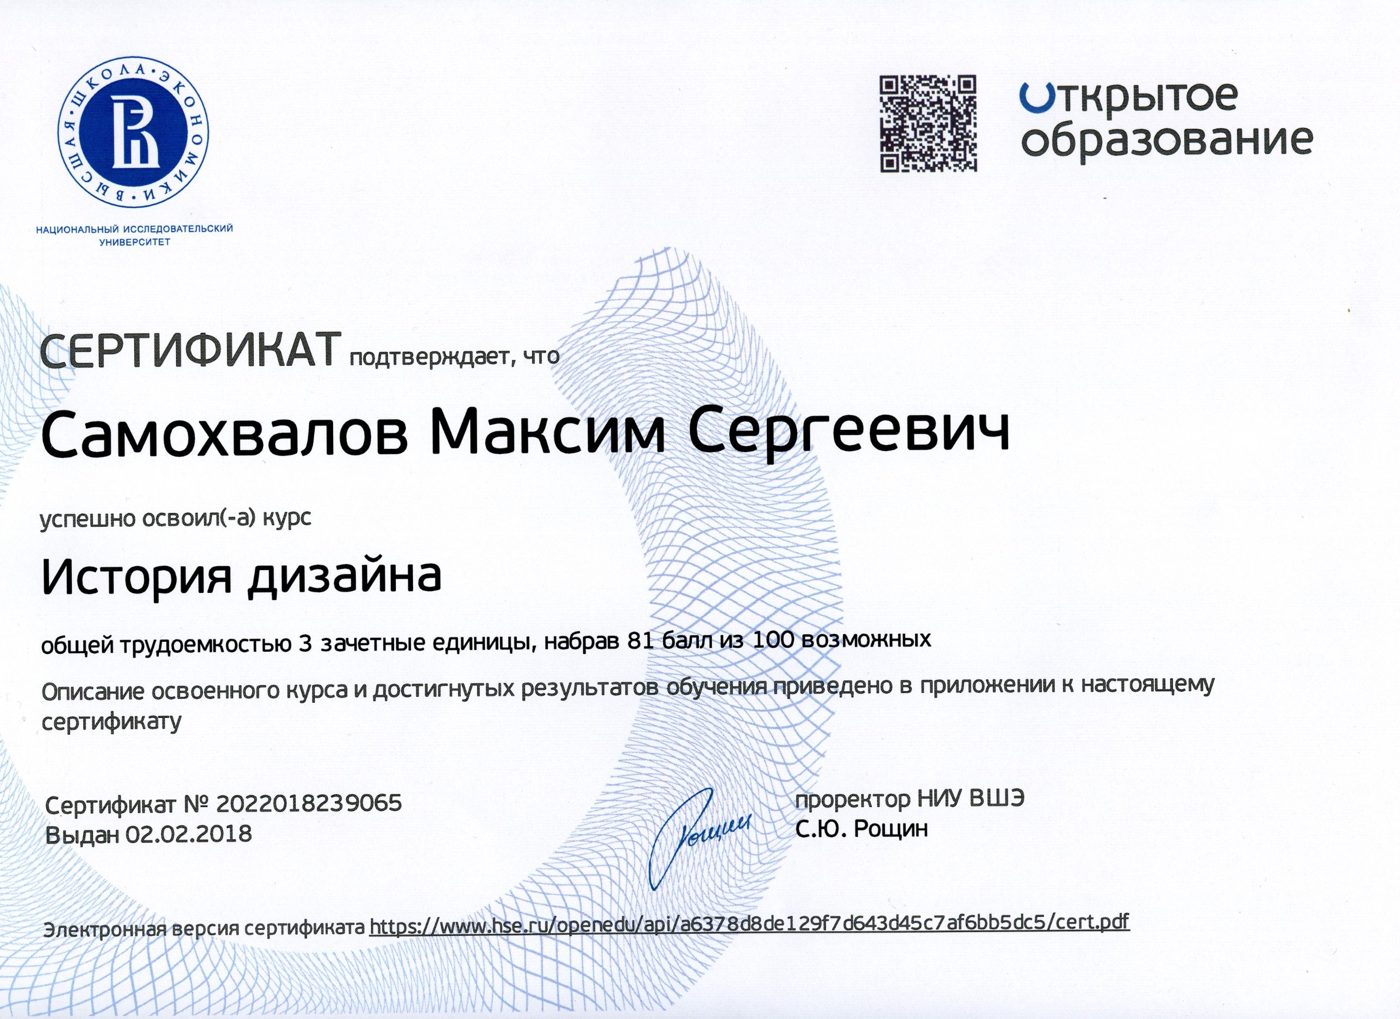 ВЫСШАЯ • ШКОЛА • ЭКОНОМИКИ •
НАЦИОНАЛЬНЫЙ ИССЛЕДОВАТЕЛЬСКИЙ
УНИВЕРСИТЕТ
Открытое
образование
СЕРТИФИКАТ подтверждает, что
Самохвалов Максим Сергеевич
успешно освоил(-а) курс
История дизайна
общей трудоемкостью 3 зачетные единицы, набрав 81 балл из 100 возможных
Описание освоенного курса и достигнутых результатов обучения приведено в приложении к настоящему
сертификату
Сертификат № 2022018239065
Выдан 02.02.2018
Рощин
проректор НИУ ВШЭ
С.Ю. Рощин
Электронная версия сертификата https://www.hse.ru/openedu/api/a6378d8de129f7d643d45c7af6bb5dc5/cert.pdf